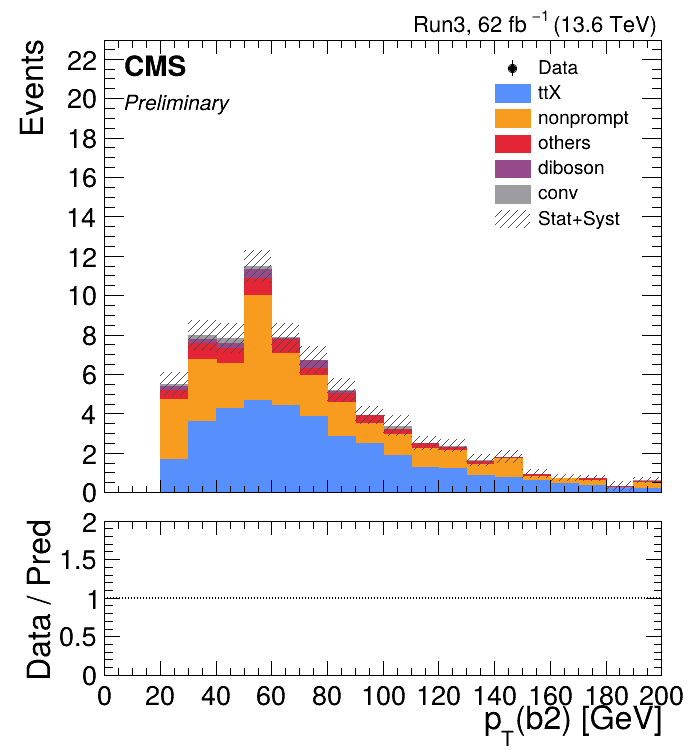 Run3, 62 fb⁻¹ (13.6 TeV)
CMS
Preliminary
Events
22
20
18
16
14
12
10
8
6
4
2
0
Data
ttX
nonprompt
others
diboson
conv
Stat+Syst
Data / Pred
2
1.5
1
0.5
0
0 20 40 60 80 100 120 140 160 180 200
p_T(b2) [GeV]